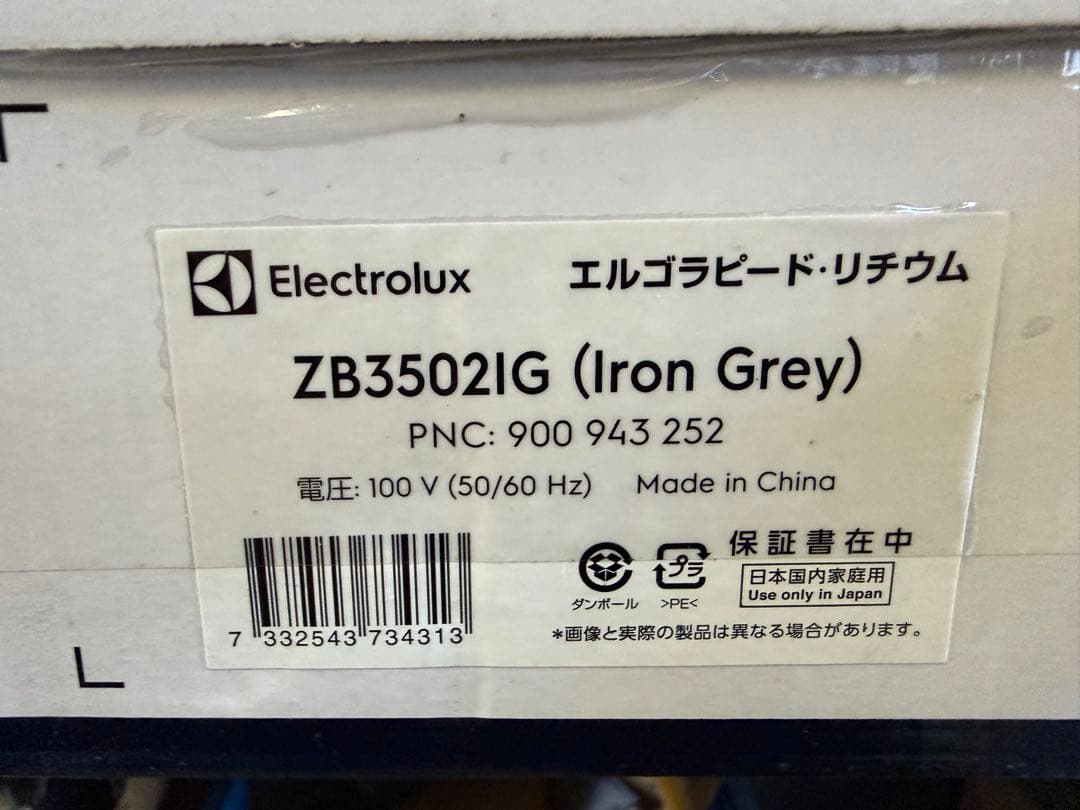 Electrolux エルゴラピード・リチウム
ZB3502IG (Iron Grey)
PNC: 900 943 252
電圧: 100 V (50/60 Hz) Made in China
保証書在中
プラ
日本国内家庭用
Use only in Japan
ダンボール >PE<
*画像と実際の製品は異なる場合があります。
7 332543 734313